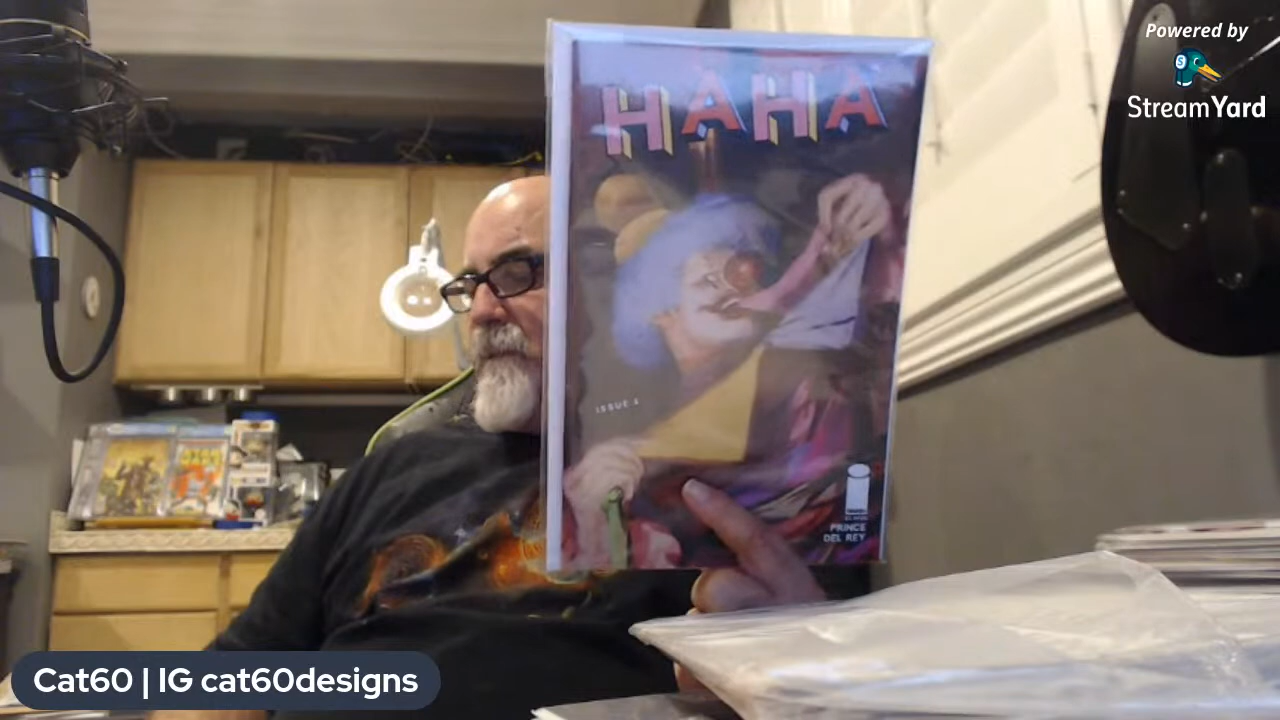 Powered by
StreamYard
HAHA
ISSUE 4
PRINCE
DEL REY
Cat60 | IG cat60designs